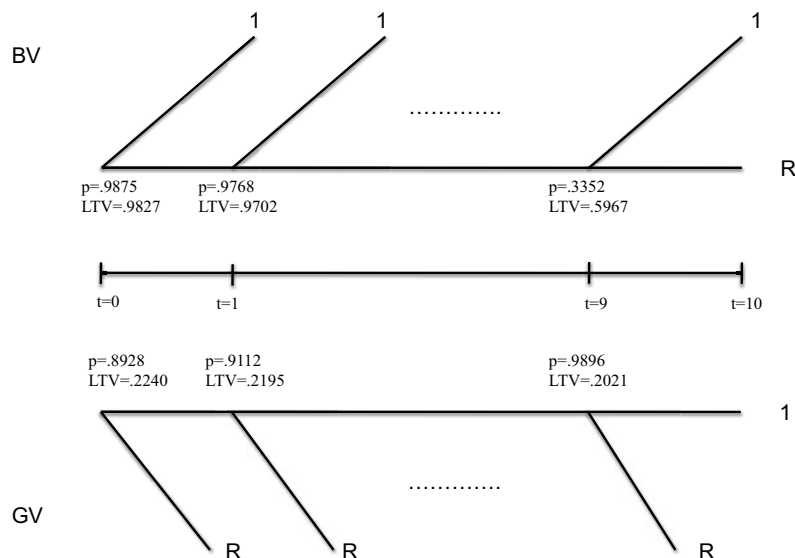 1 1 1
BV
.............
R
p=.9875 p=.9768 p=.3352
LTV=.9827 LTV=.9702 LTV=.5967
t=0 t=1 t=9 t=10
p=.8928 p=.9112 p=.9896
LTV=.2240 LTV=.2195 LTV=.2021
1
.............
GV
R R R